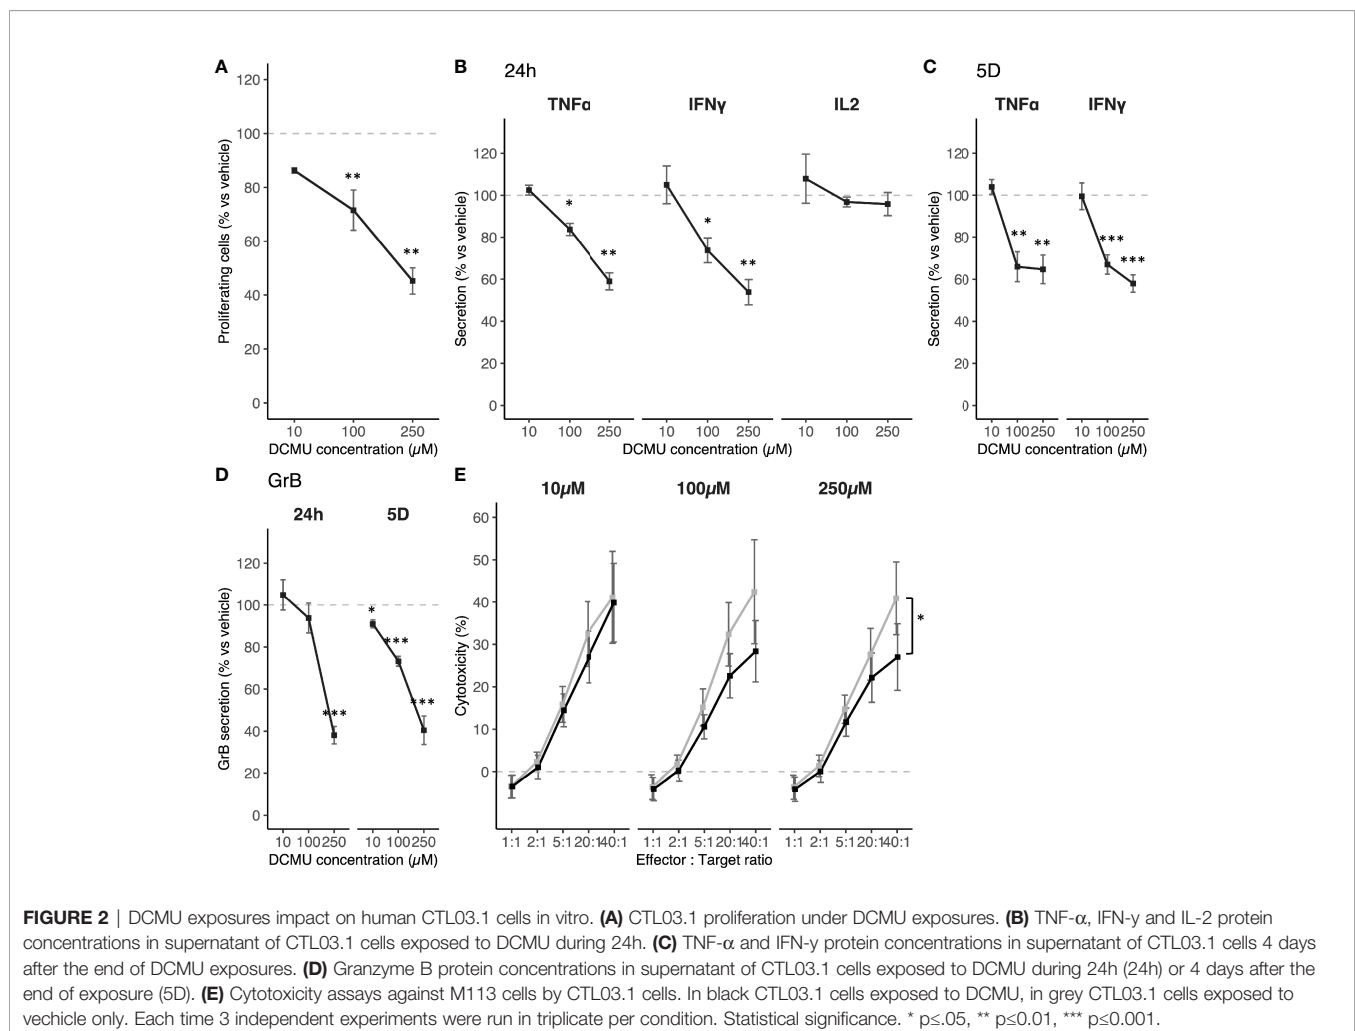 A
120
100
80
60
40
20
0
Proliferating cells (% vs vehicle)
**
**
10 100 250
DCMU concentration (µM)
B 24h
TNFα IFNγ IL2
120
100
80
60
40
20
0
Secretion (% vs vehicle)
*
**
*
**
10 100 250 10 100 250 10 100 250
DCMU concentration (µM)
C 5D
TNFα IFNγ
120
100
80
60
40
20
0
Secretion (% vs vehicle)
** **
***
***
10 100 250 10 100 250
DCMU concentration (µM)
D GrB
24h 5D
120
100
80
60
40
20
0
GrB secretion (% vs vehicle)
***
*
***
***
10 100 250 10 100 250
DCMU concentration (µM)
E
10µM 100µM 250µM
60
50
40
30
20
10
0
Cytotoxicity (%)
*
1:1 2:1 5:1 20:1 40:1 1:1 2:1 5:1 20:1 40:1 1:1 2:1 5:1 20:1 40:1
Effector : Target ratio
FIGURE 2 | DCMU exposures impact on human CTL03.1 cells in vitro. (A) CTL03.1 proliferation under DCMU exposures. (B) TNF-α, IFN-y and IL-2 protein
concentrations in supernatant of CTL03.1 cells exposed to DCMU during 24h. (C) TNF-α and IFN-y protein concentrations in supernatant of CTL03.1 cells 4 days
after the end of DCMU exposures. (D) Granzyme B protein concentrations in supernatant of CTL03.1 cells exposed to DCMU during 24h (24h) or 4 days after the
end of exposure (5D). (E) Cytotoxicity assays against M113 cells by CTL03.1 cells. In black CTL03.1 cells exposed to DCMU, in grey CTL03.1 cells exposed to
vechicle only. Each time 3 independent experiments were run in triplicate per condition. Statistical significance. * p≤.05, ** p≤0.01, *** p≤0.001.